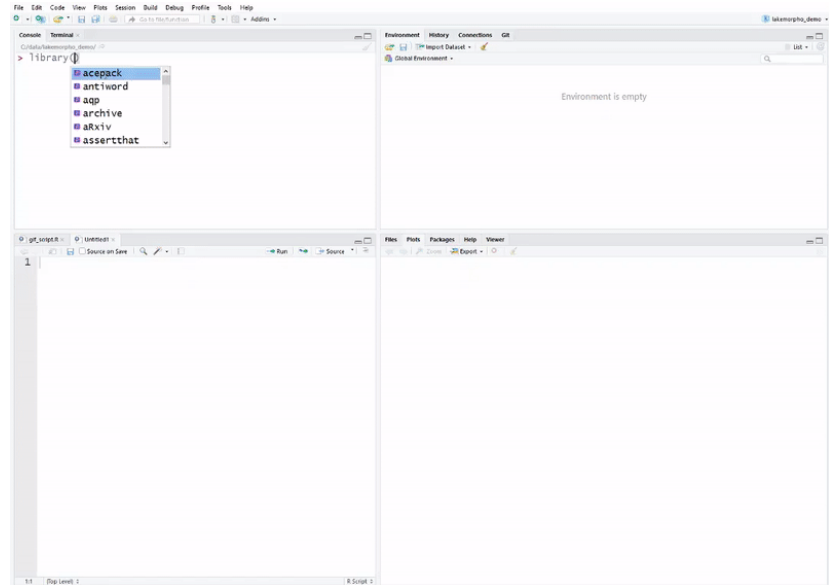 File Edit Code View Plots Session Build Debug Profile Tools Help
Go to file/function Addins lakemorpho_demo
Console Terminal
C:/data/lakemorpho_demo/
> library()
acepack
antiword
aqp
archive
aRxiv
assertthat
Environment History Connections Git
Import Dataset List
Global Environment
Environment is empty
gif_script.R Untitled1
Source on Save Run Source
1
1:1 (Top Level) R Script
Files Plots Packages Help Viewer
Zoom Export